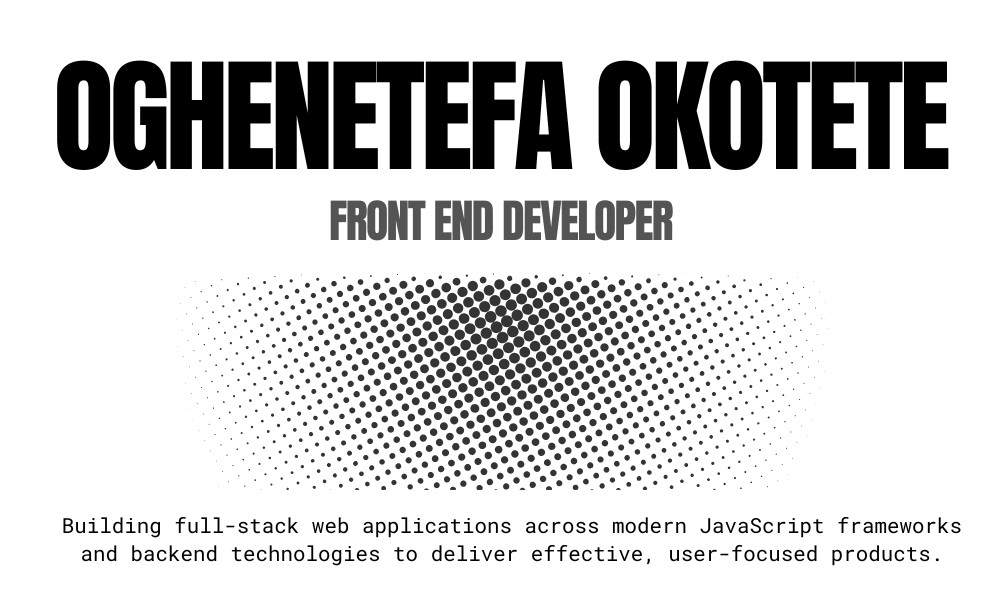 OGHENETEFA OKOTETE
FRONT END DEVELOPER
Building full-stack web applications across modern JavaScript frameworks
and backend technologies to deliver effective, user-focused products.